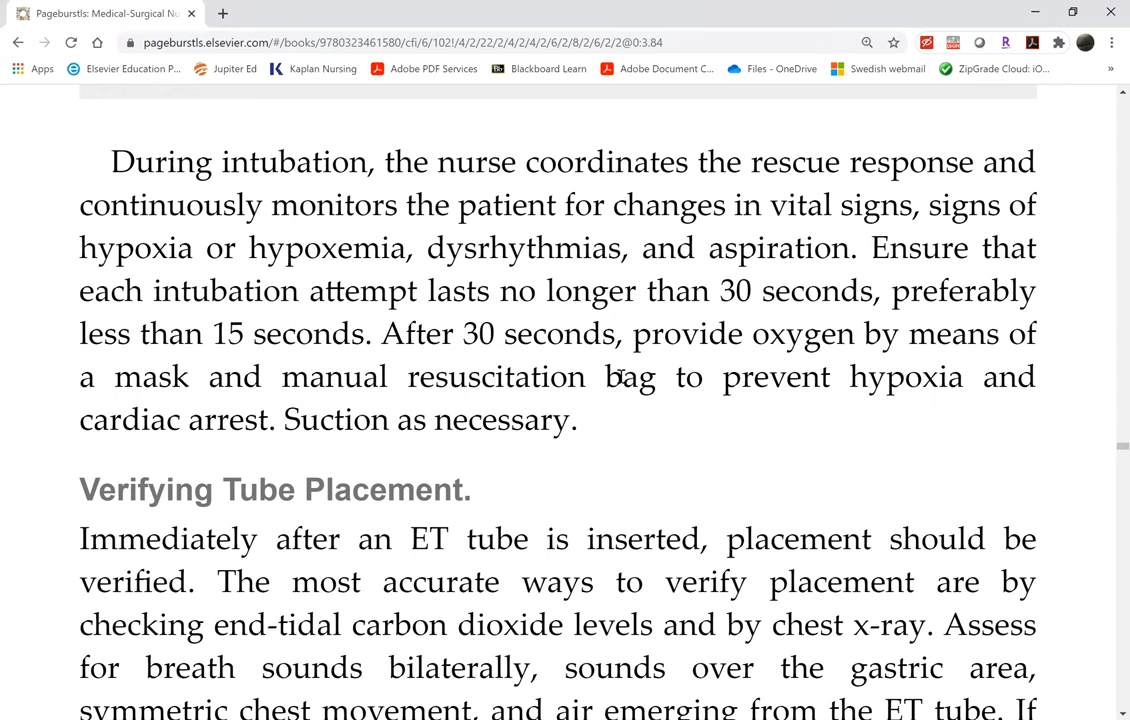 Pageburstls: Medical-Surgical Nu
pageburstls.elsevier.com/#/books/9780323461580/cfi/6/102!/4/2/22/2/4/2/4/2/6/2/8/2/6/2/2@0:3.84
Apps
Elsevier Education P...
Jupiter Ed
Kaplan Nursing
Adobe PDF Services
Blackboard Learn
Adobe Document C...
Files - OneDrive
Swedish webmail
ZipGrade Cloud: iO...
During intubation, the nurse coordinates the rescue response and
continuously monitors the patient for changes in vital signs, signs of
hypoxia or hypoxemia, dysrhythmias, and aspiration. Ensure that
each intubation attempt lasts no longer than 30 seconds, preferably
less than 15 seconds. After 30 seconds, provide oxygen by means of
a mask and manual resuscitation bag to prevent hypoxia and
cardiac arrest. Suction as necessary.
Verifying Tube Placement.
Immediately after an ET tube is inserted, placement should be
verified. The most accurate ways to verify placement are by
checking end-tidal carbon dioxide levels and by chest x-ray. Assess
for breath sounds bilaterally, sounds over the gastric area,
symmetric chest movement, and air emerging from the ET tube. If